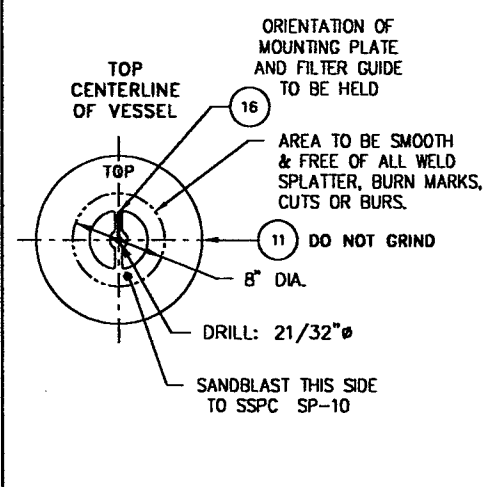 ORIENTATION OF
MOUNTING PLATE
AND FILTER GUIDE
TO BE HELD
TOP
CENTERLINE
OF VESSEL
16
AREA TO BE SMOOTH
& FREE OF ALL WELD
SPLATTER, BURN MARKS,
CUTS OR BURS.
TOP
11 DO NOT GRIND
8" DIA.
DRILL: 21/32"ø
SANDBLAST THIS SIDE
TO SSPC SP-10